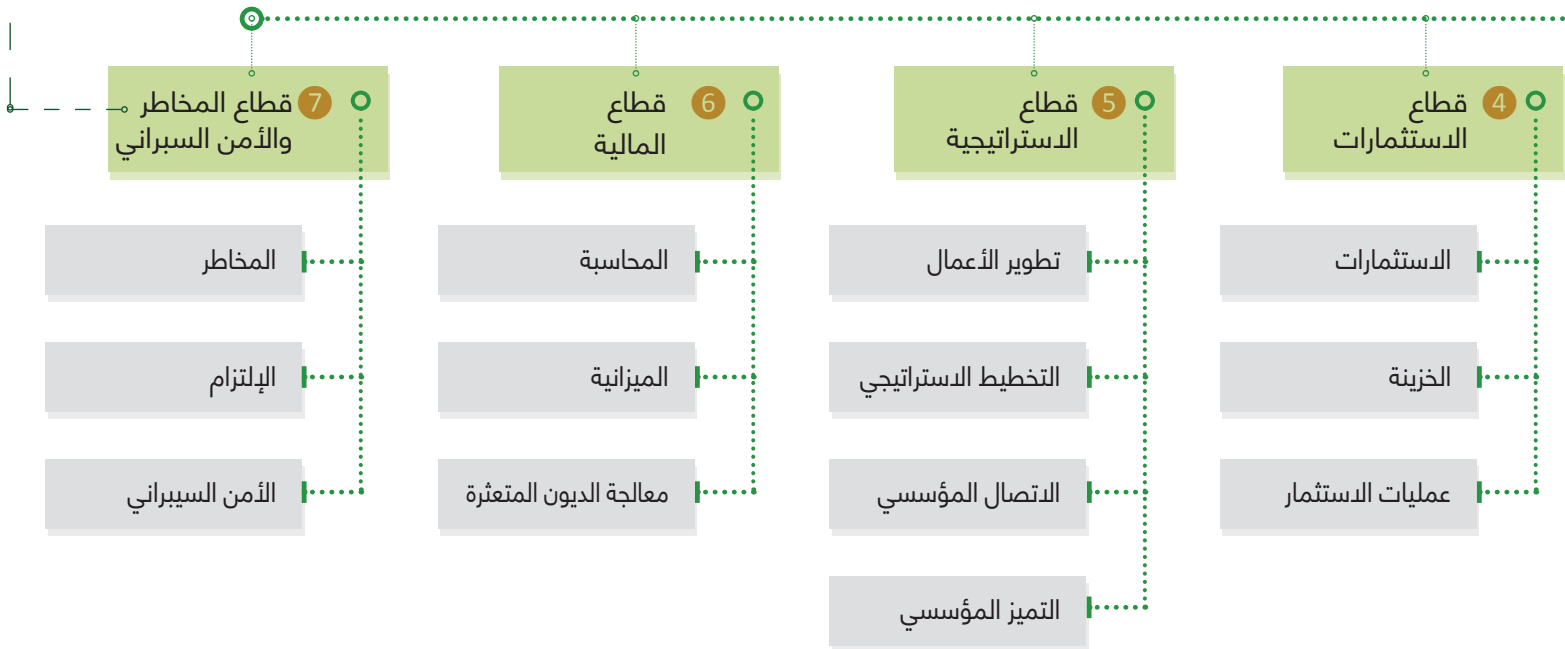 4
قطاع
الاستثمارات
الاستثمارات
الخزينة
عمليات الاستثمار
5
قطاع
الاستراتيجية
تطوير الأعمال
التخطيط الاستراتيجي
الاتصال المؤسسي
التميز المؤسسي
6
قطاع
المالية
المحاسبة
الميزانية
معالجة الديون المتعثرة
7
قطاع المخاطر
والأمن السبراني
المخاطر
الإلتزام
الأمن السيبراني